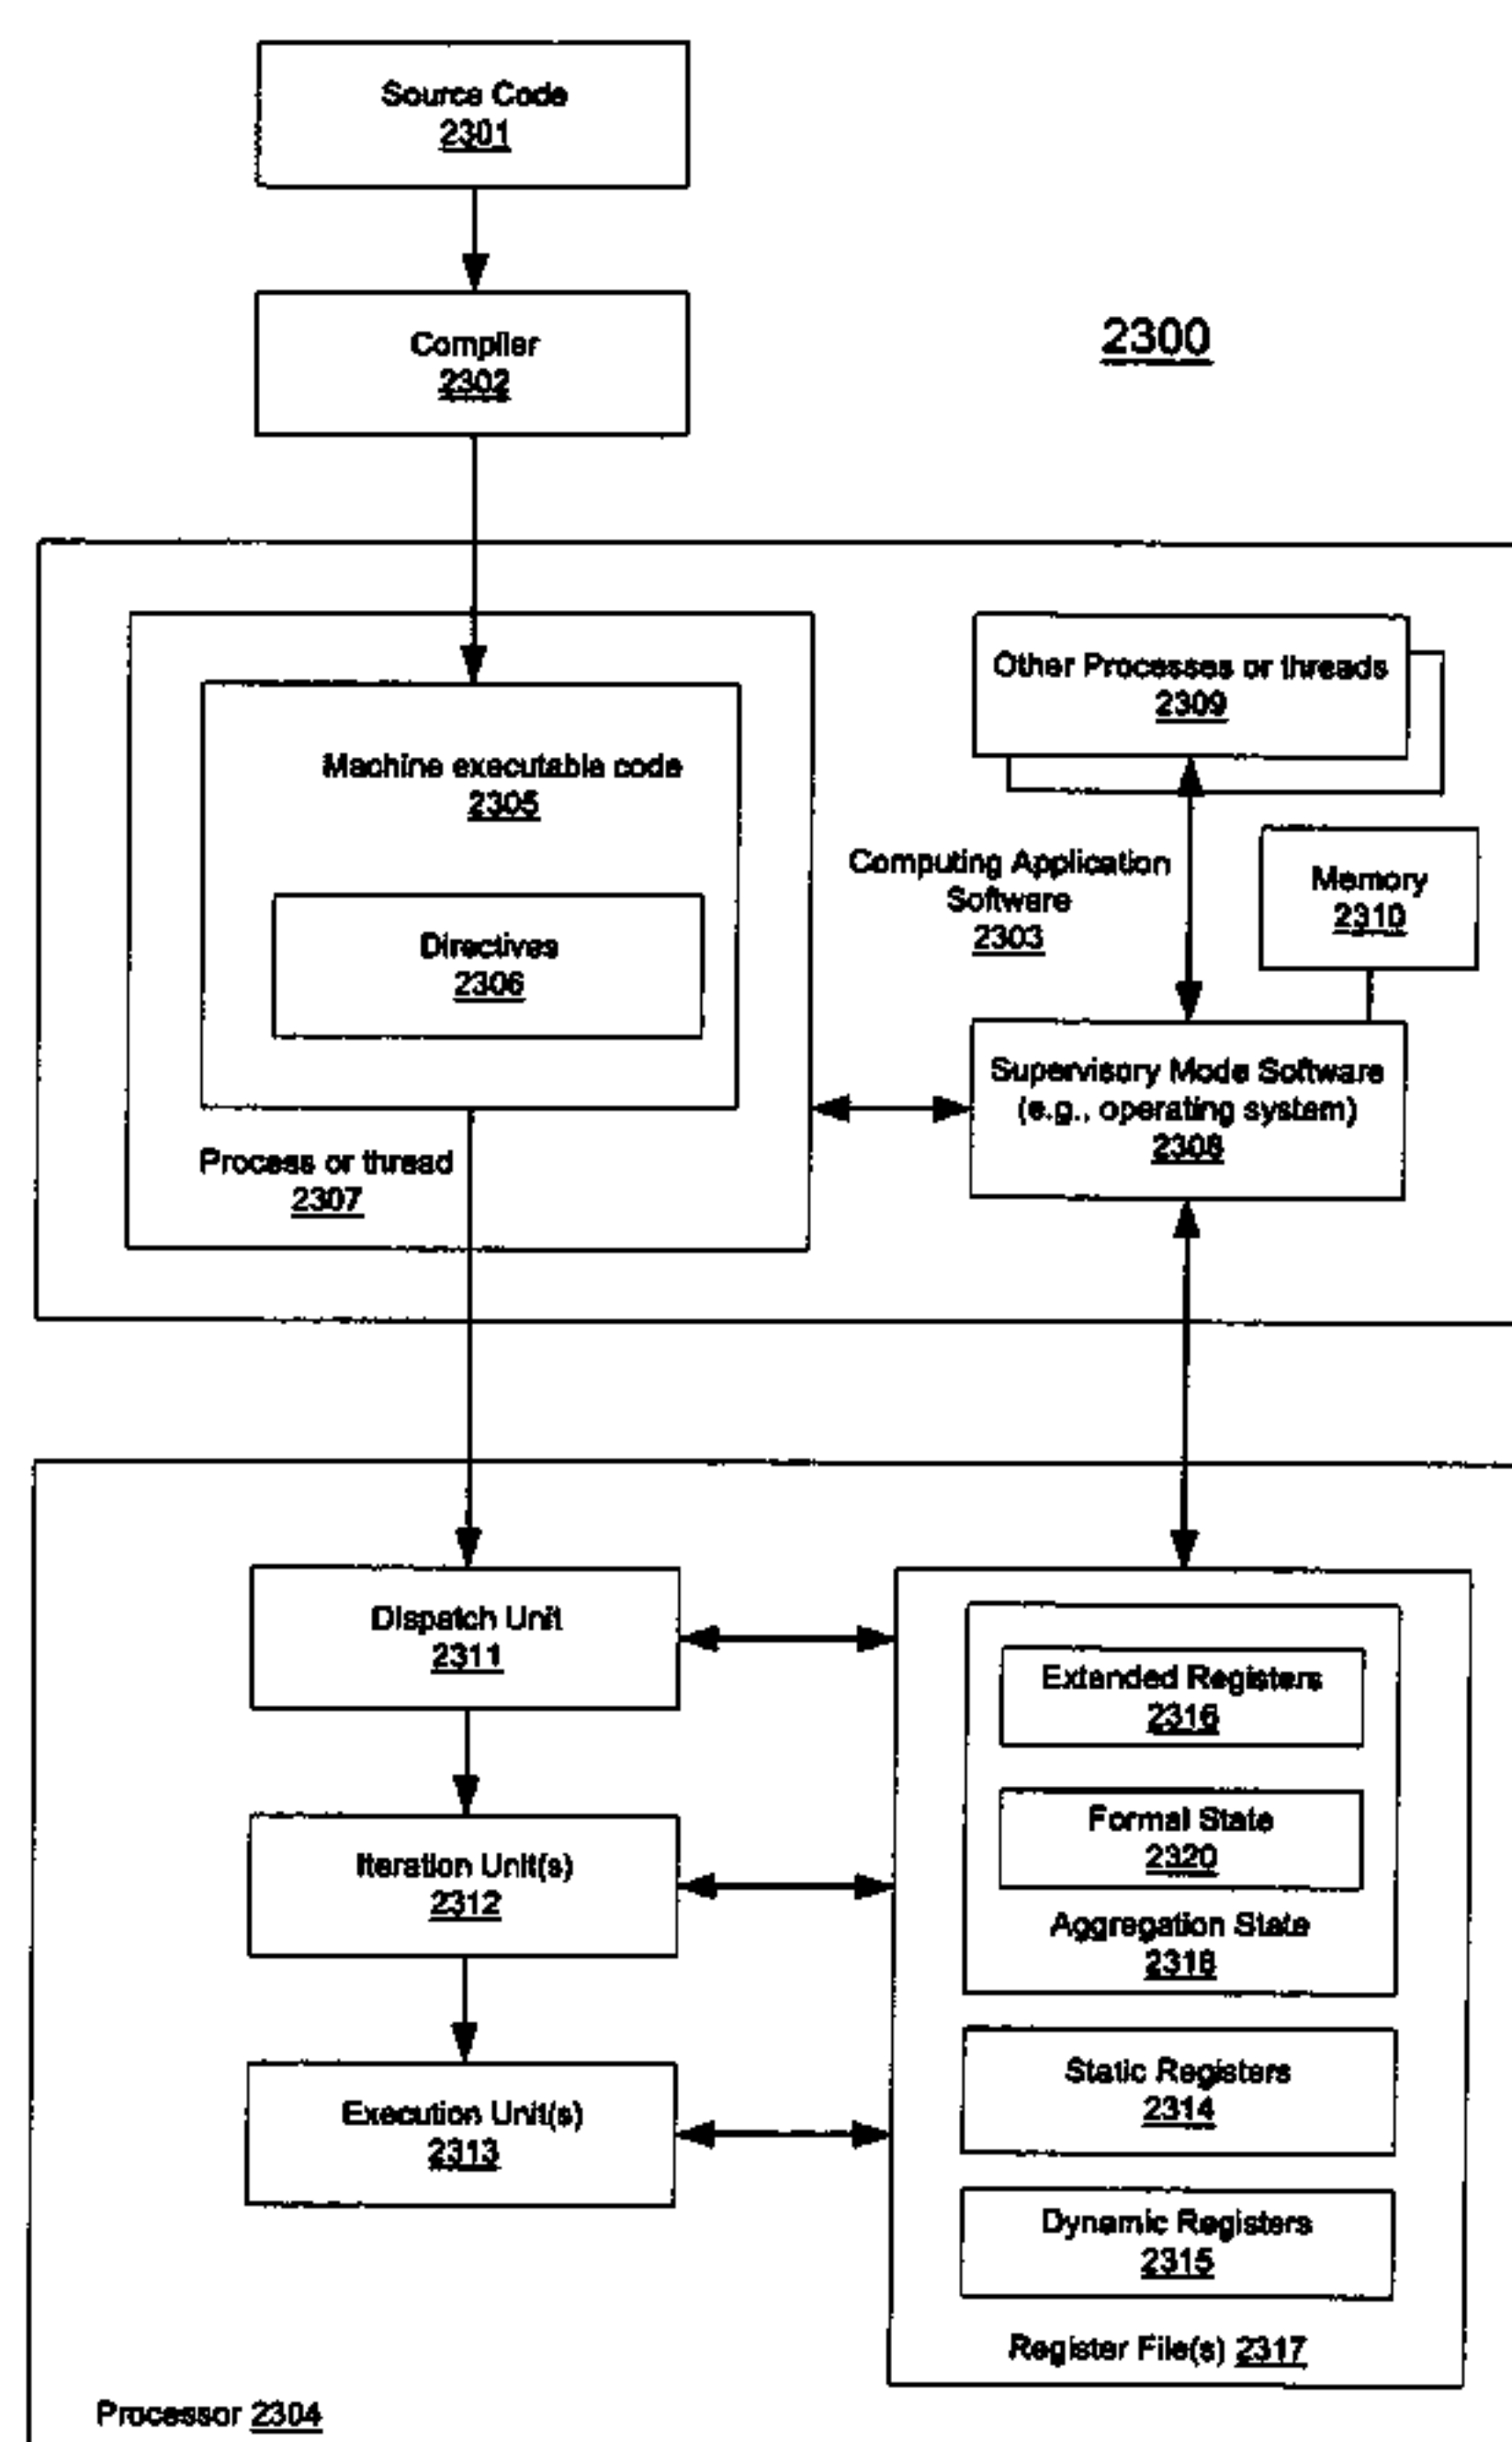 Source Code
2301
Compiler
2302
2300
Machine executable code
2305
Directives
2306
Process or thread
2307
Other Processes or threads
2309
Computing Application
Software
2303
Memory
2310
Supervisory Mode Software
(e.g., operating system)
2308
Dispatch Unit
2311
Iteration Unit(s)
2312
Execution Unit(s)
2313
Extended Registers
2316
Formal State
2320
Aggregation State
2318
Static Registers
2314
Dynamic Registers
2315
Register File(s) 2317
Processor 2304